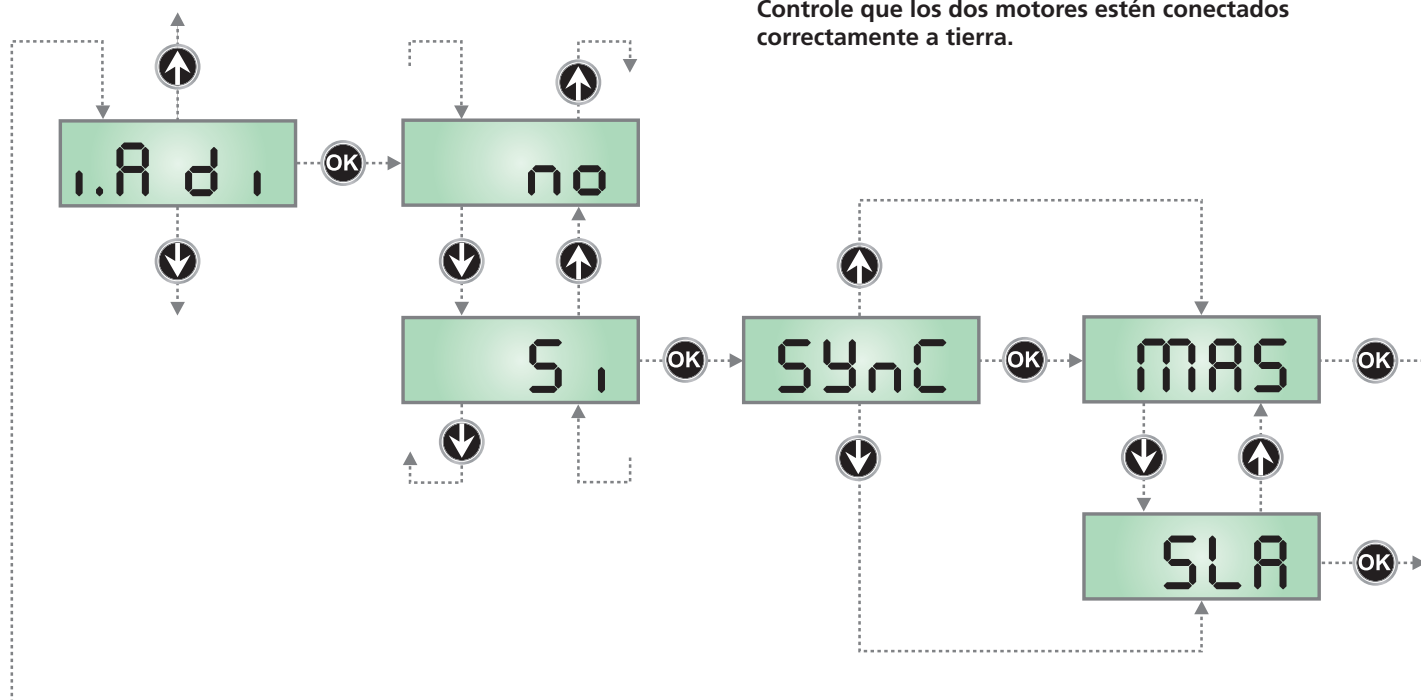 Controle que los dos motores estén conectados
correctamente a tierra.
i.Adi
OK
no
Si
OK
SYnC
OK
MAS
OK
SLA
OK